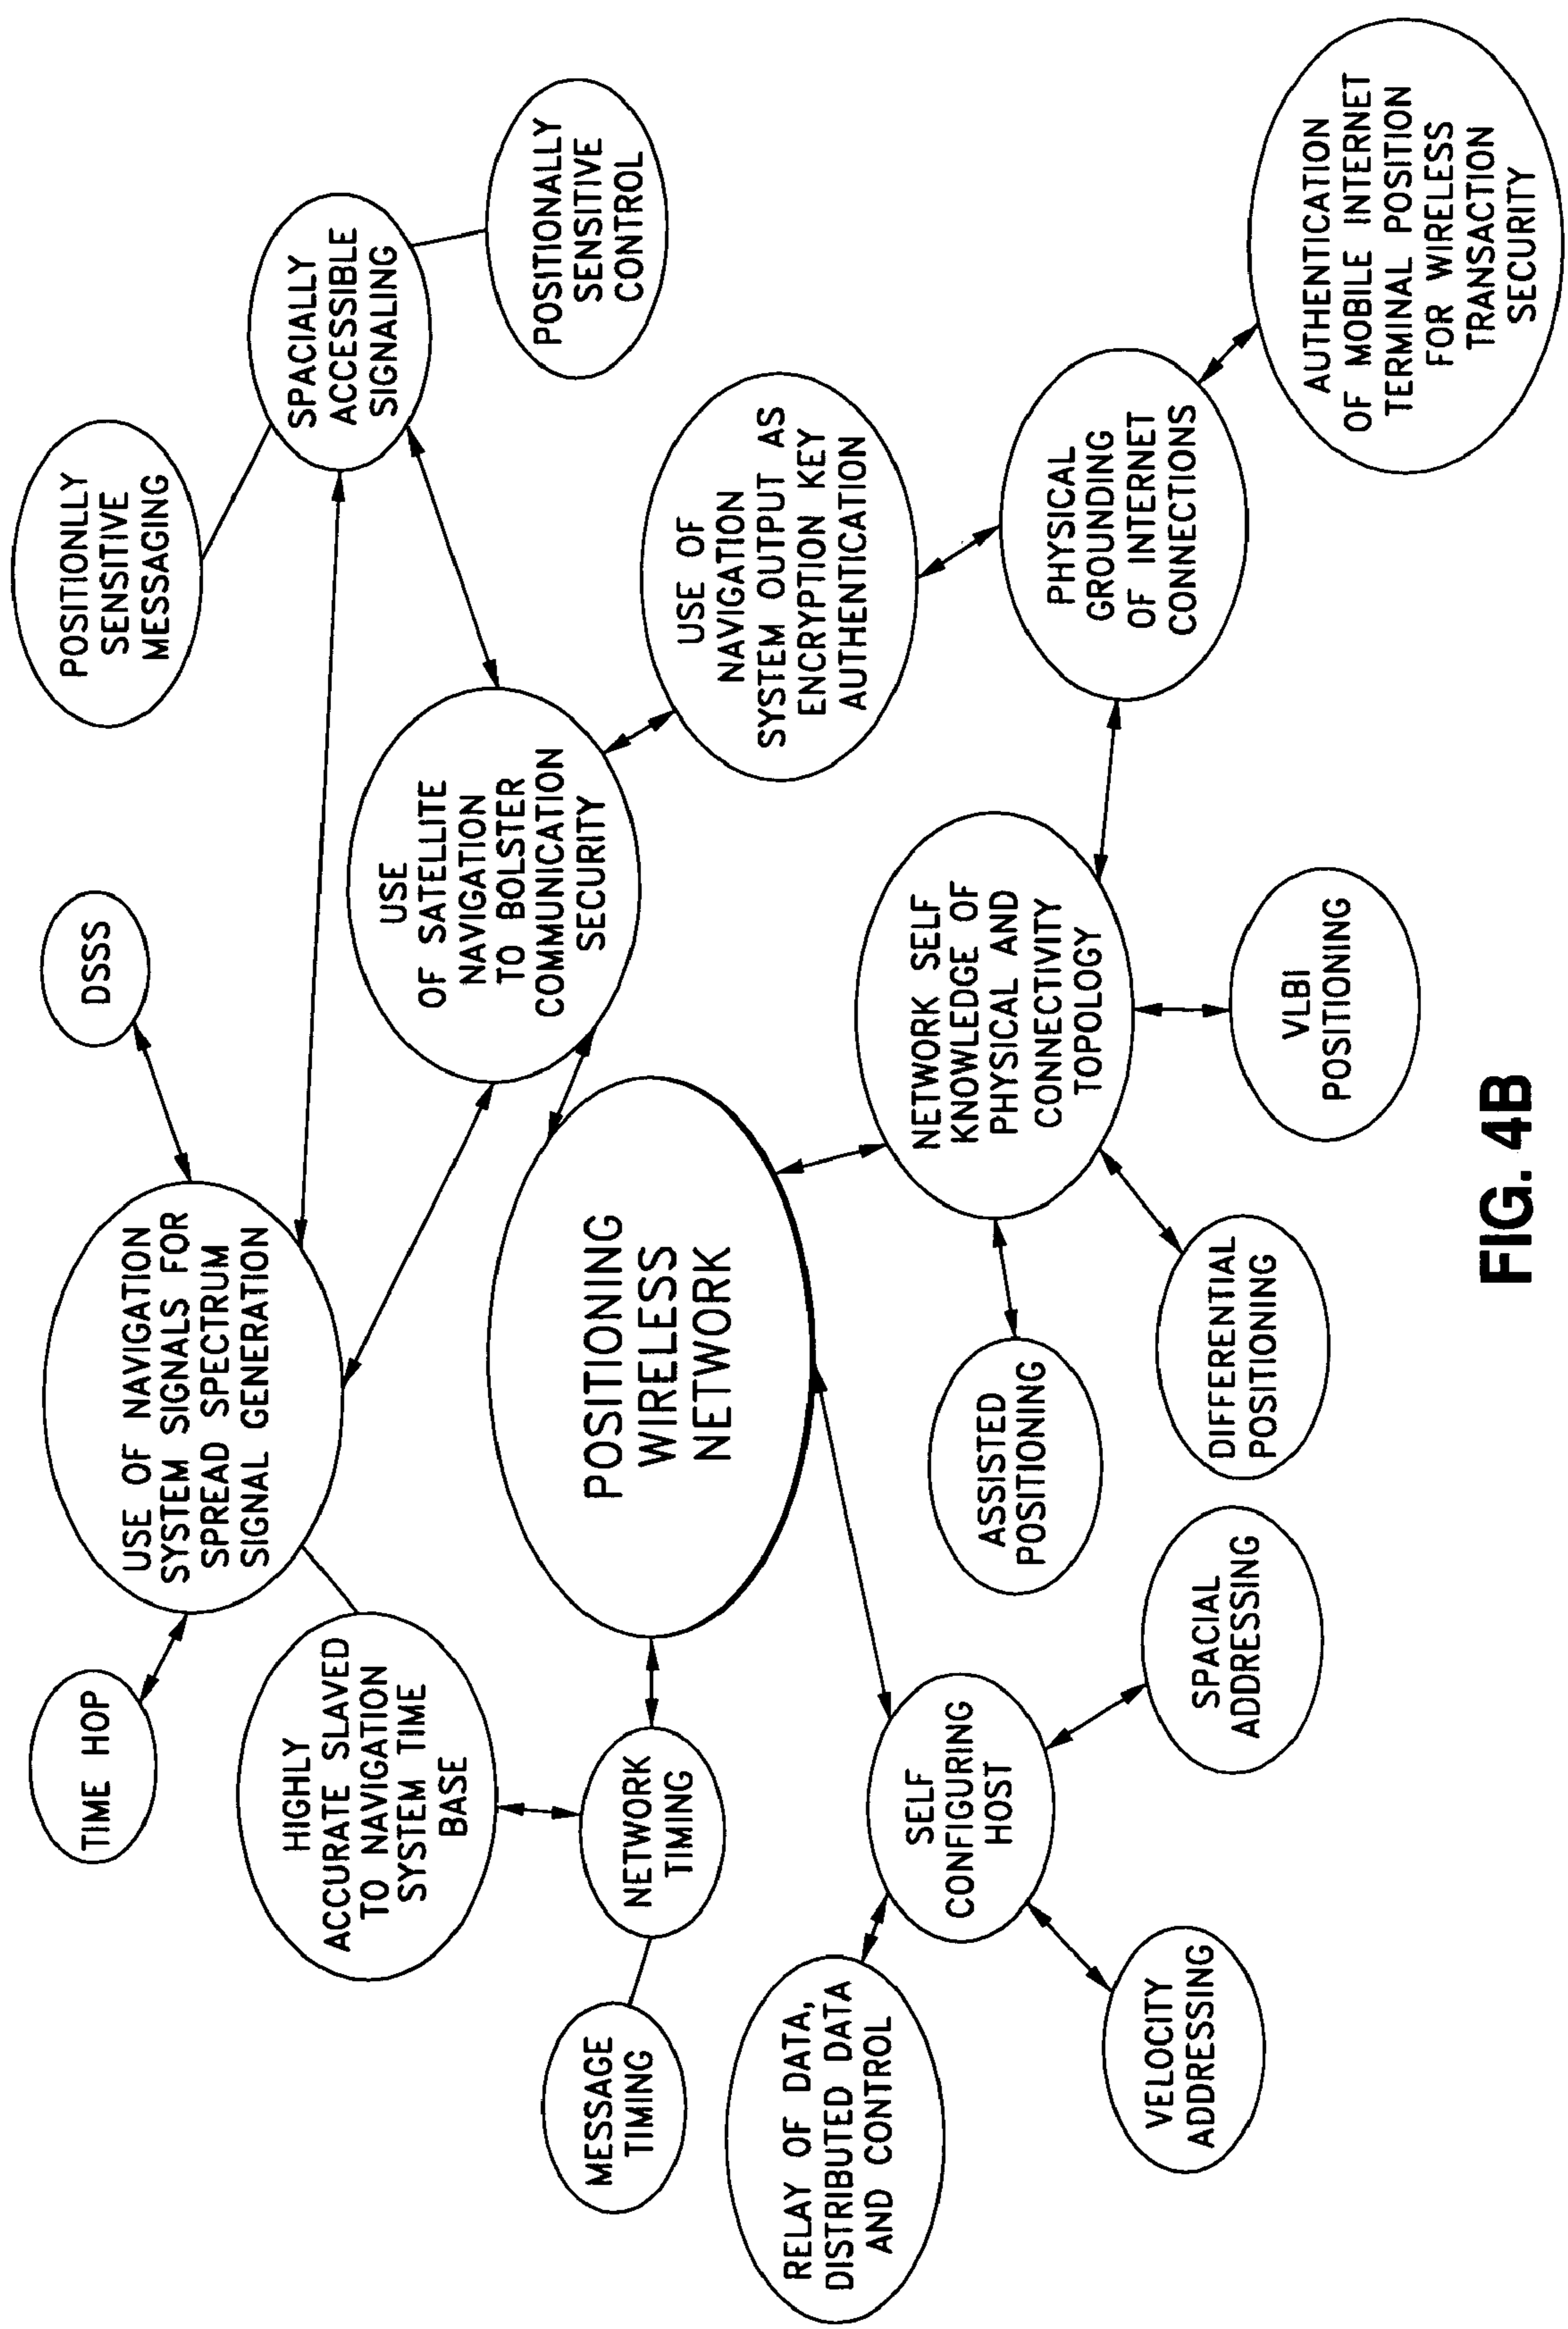 TIME HOP
USE OF NAVIGATION
SYSTEM SIGNALS FOR
SPREAD SPECTRUM
SIGNAL GENERATION
DSSS
POSITIONLLY
SENSITIVE
MESSAGING
HIGHLY
ACCURATE SLAVED
TO NAVIGATION
SYSTEM TIME
BASE
USE
OF SATELLITE
NAVIGATION
TO BOLSTER
COMMUNICATION
SECURITY
SPACIALLY
ACCESSIBLE
SIGNALING
POSITIONALLY
SENSITIVE
CONTROL
MESSAGE
TIMING
NETWORK
TIMING
POSITIONING
WIRELESS
NETWORK
USE OF
NAVIGATION
SYSTEM OUTPUT AS
ENCRYPTION KEY
AUTHENTICATION
RELAY OF DATA,
DISTRIBUTED DATA
AND CONTROL
SELF
CONFIGURING
HOST
ASSISTED
POSITIONING
NETWORK SELF
KNOWLEDGE OF
PHYSICAL AND
CONNECTIVITY
TOPOLOGY
PHYSICAL
GROUNDING
OF INTERNET
CONNECTIONS
VELOCITY
ADDRESSING
SPACIAL
ADDRESSING
DIFFERENTIAL
POSITIONING
VLBI
POSITIONING
AUTHENTICATION
OF MOBILE INTERNET
TERMINAL POSITION
FOR WIRELESS
TRANSACTION
SECURITY
FIG. 4B